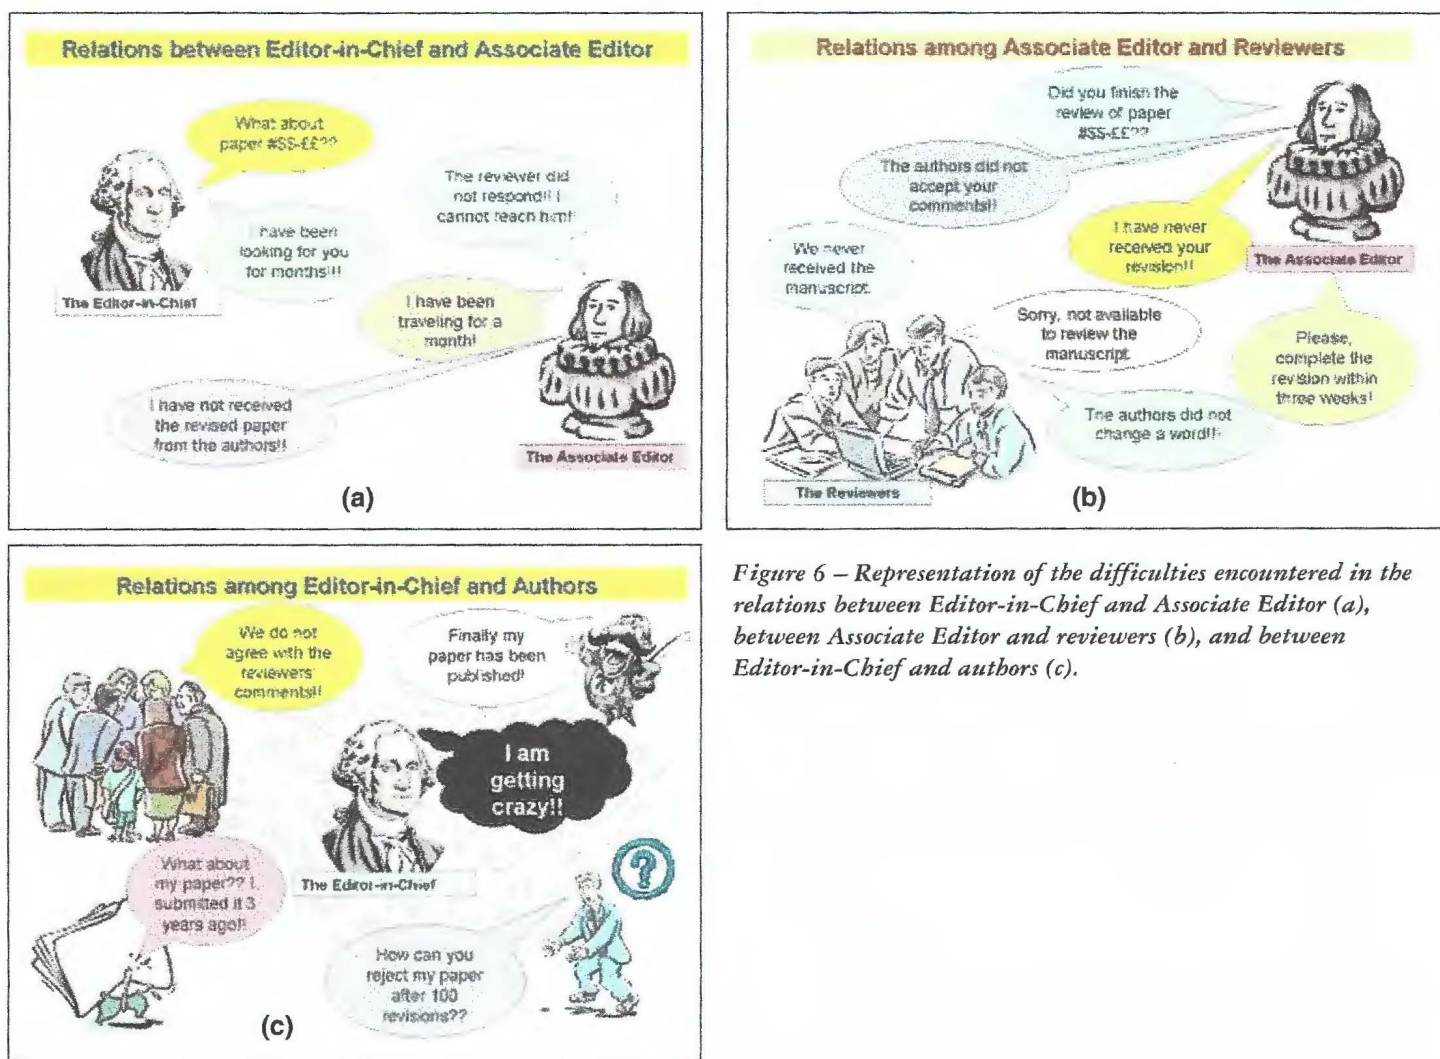 Relations between Editor-in-Chief and Associate Editor
What about
paper #$$-££??
The reviewer did
not respond!! I
cannot reach him!
I have been
looking for you
for months!!!
The Editor-in-Chief
I have been
traveling for a
month!
I have not received
the revised paper
from the authors!!
The Associate Editor
(a)
Relations among Associate Editor and Reviewers
Did you finish the
review of paper
#$$-££??
The authors did not
accept your
comments!!
I have never
received your
revision!!
The Associate Editor
We never
received the
manuscript.
Sorry, not available
to review the
manuscript.
Please,
complete the
revision within
three weeks!
The authors did not
change a word!!
The Reviewers
(b)
Relations among Editor-in-Chief and Authors
We do not
agree with the
reviewers
comments!!
Finally my
paper has been
published!
I am
getting
crazy!!
What about
my paper?? I
submitted it 3
years ago!!
The Editor-in-Chief
?
How can you
reject my paper
after 100
revisions??
(c)
Figure 6 – Representation of the difficulties encountered in the
relations between Editor-in-Chief and Associate Editor (a),
between Associate Editor and reviewers (b), and between
Editor-in-Chief and authors (c).